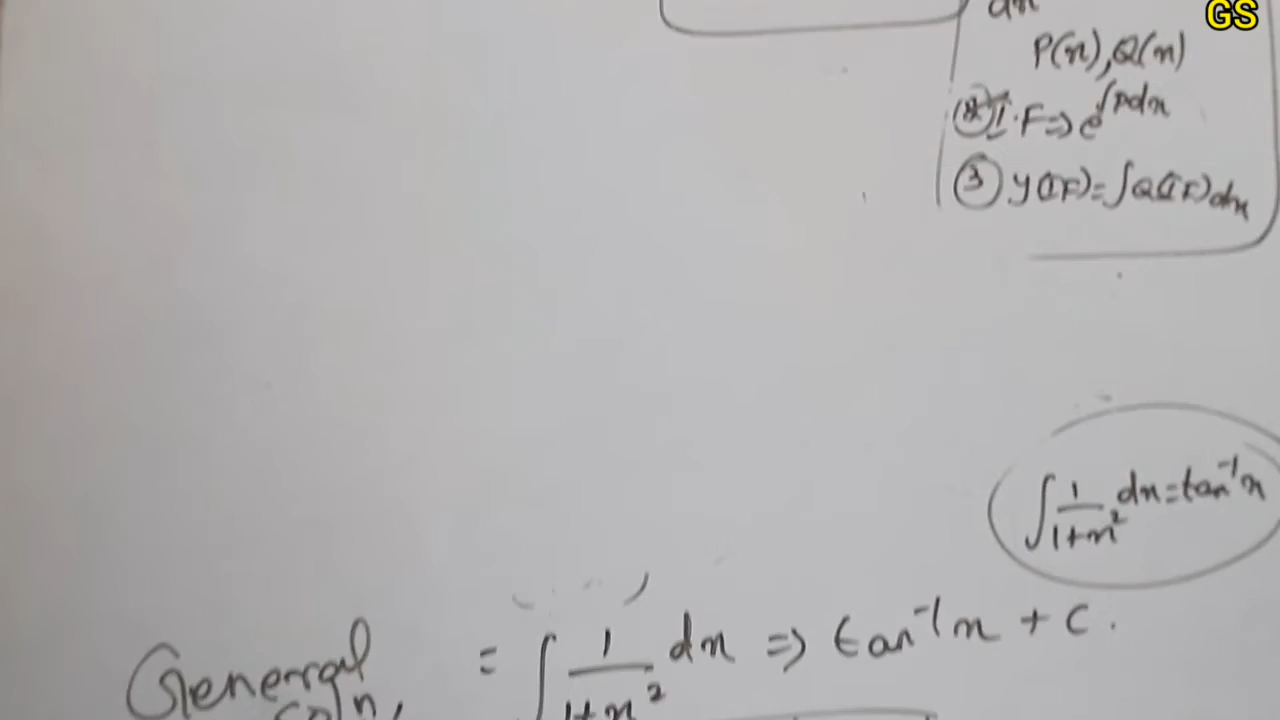 GS
dx
P(x), Q(x)
② I.F => e^∫Pdx
③ y(I.F) = ∫Q(I.F)dx
∫ 1/(1+x²) dx = tan⁻¹x
General = ∫ 1/(1+x²) dx => tan⁻¹x + c.
soln,